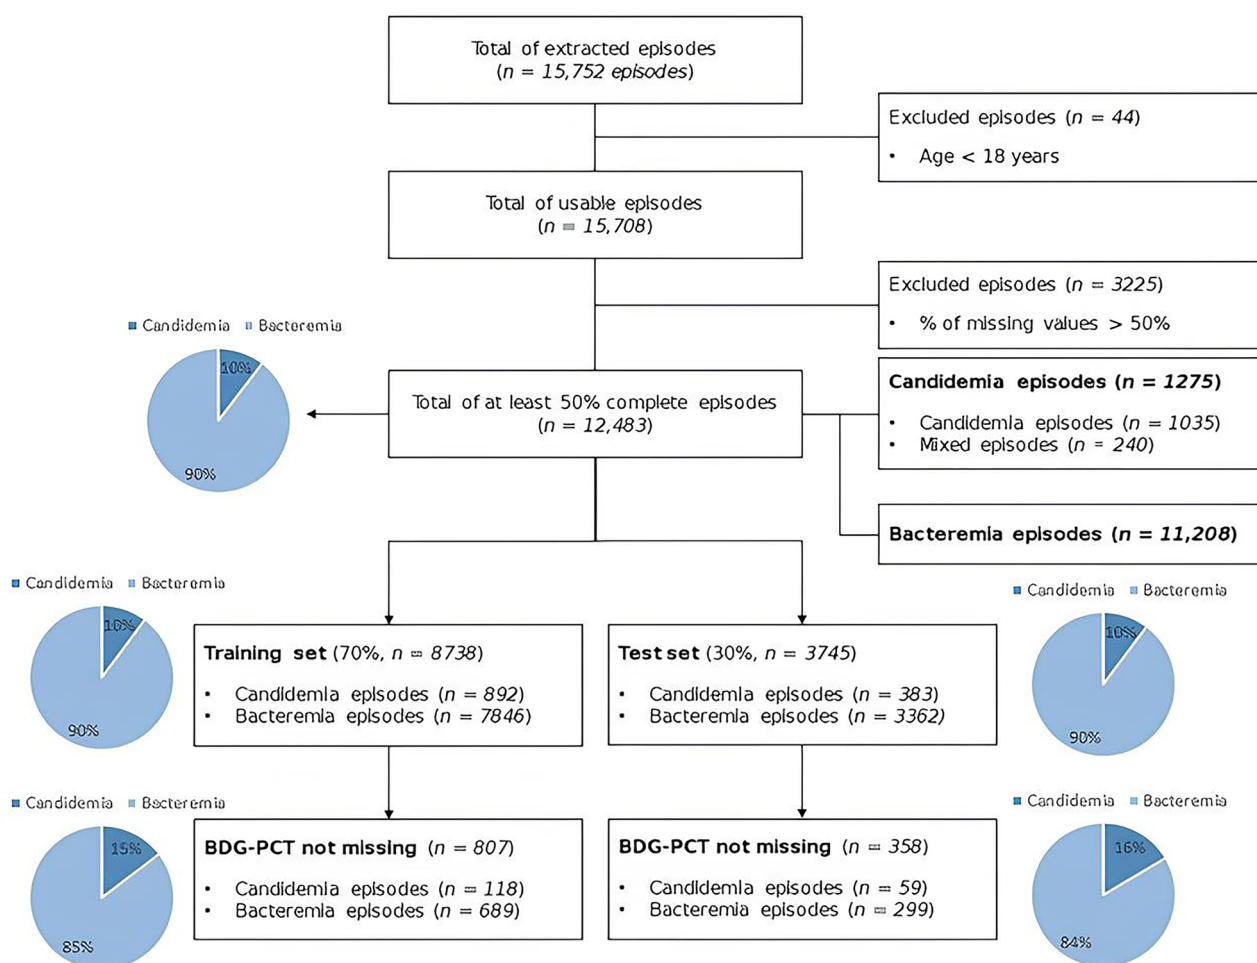 Total of extracted episodes
(n = 15,752 episodes)
Excluded episodes (n = 44)
• Age < 18 years
Total of usable episodes
(n = 15,708)
Excluded episodes (n = 3225)
• % of missing values > 50%
Candidemia Bacteremia
10%
90%
Total of at least 50% complete episodes
(n = 12,483)
Candidemia episodes (n = 1275)
• Candidemia episodes (n = 1035)
• Mixed episodes (n = 240)
Bacteremia episodes (n = 11,208)
Candidemia Bacteremia
10%
90%
Training set (70%, n = 8738)
• Candidemia episodes (n = 892)
• Bacteremia episodes (n = 7846)
Test set (30%, n = 3745)
• Candidemia episodes (n = 383)
• Bacteremia episodes (n = 3362)
Candidemia Bacteremia
10%
90%
Candidemia Bacteremia
15%
85%
BDG-PCT not missing (n = 807)
• Candidemia episodes (n = 118)
• Bacteremia episodes (n = 689)
BDG-PCT not missing (n = 358)
• Candidemia episodes (n = 59)
• Bacteremia episodes (n = 299)
Candidemia Bacteremia
16%
84%